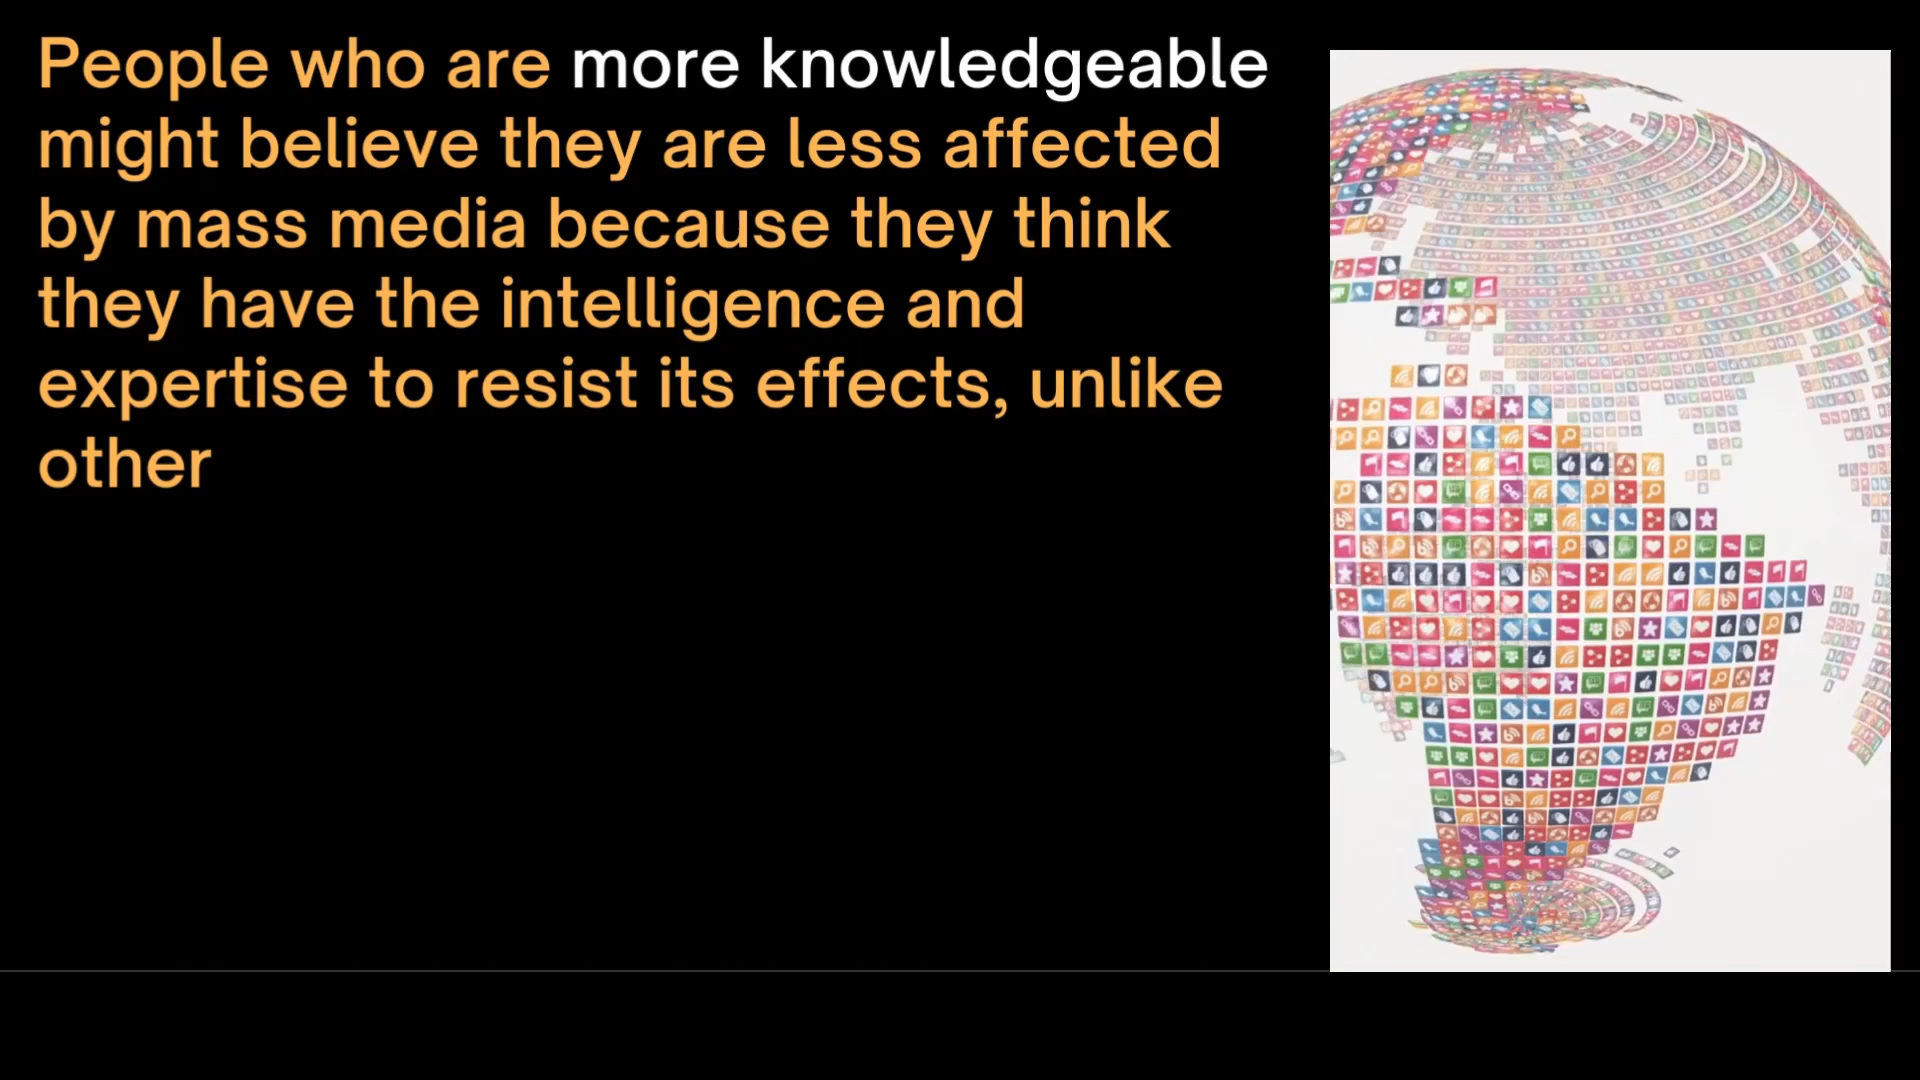 People who are more knowledgeable
might believe they are less affected
by mass media because they think
they have the intelligence and
expertise to resist its effects, unlike
other